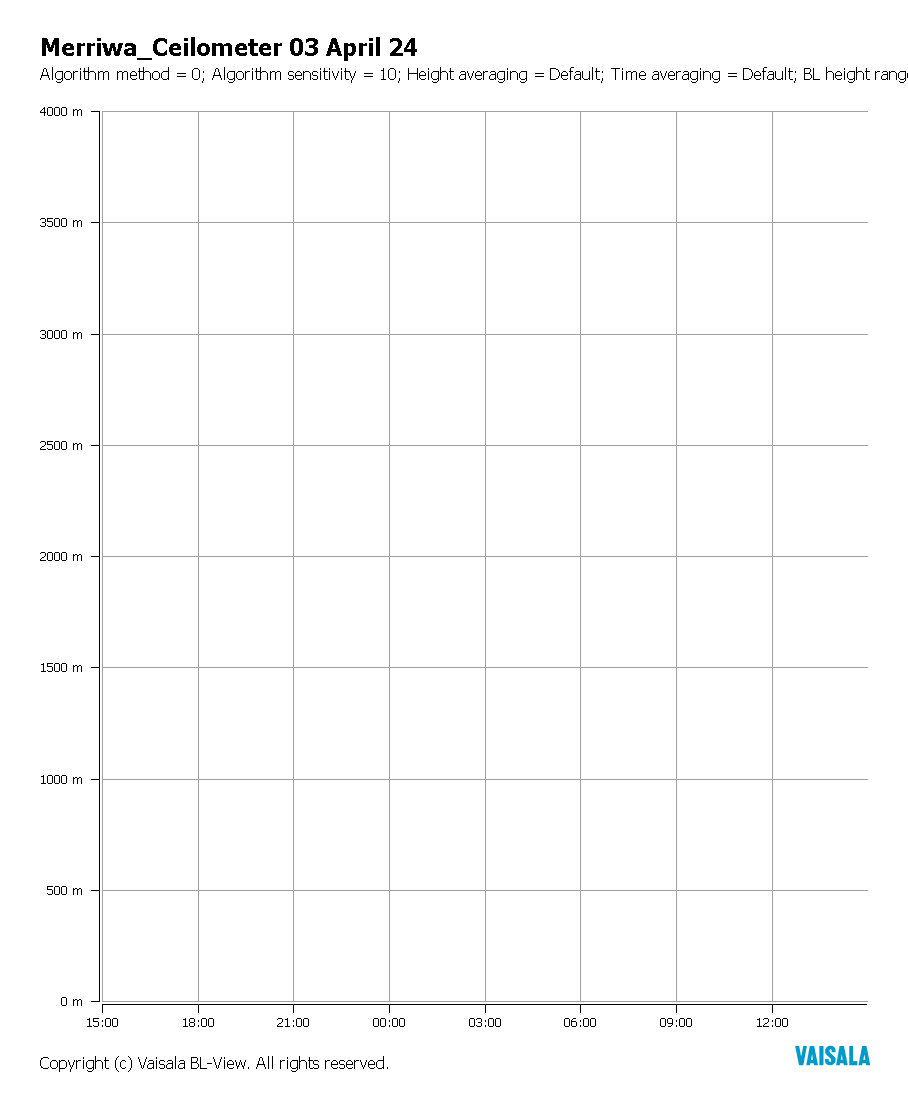 Merriwa_Ceilometer 03 April 24
Algorithm method = 0; Algorithm sensitivity = 10; Height averaging = Default; Time averaging = Default; BL height
4000 m
3500 m
3000 m
2500 m
2000 m
1500 m
1000 m
500 m
0 m
15:00 18:00 21:00 00:00 03:00 06:00 09:00 12:00
Copyright (c) Vaisala BL-View. All rights reserved.
VAISALA